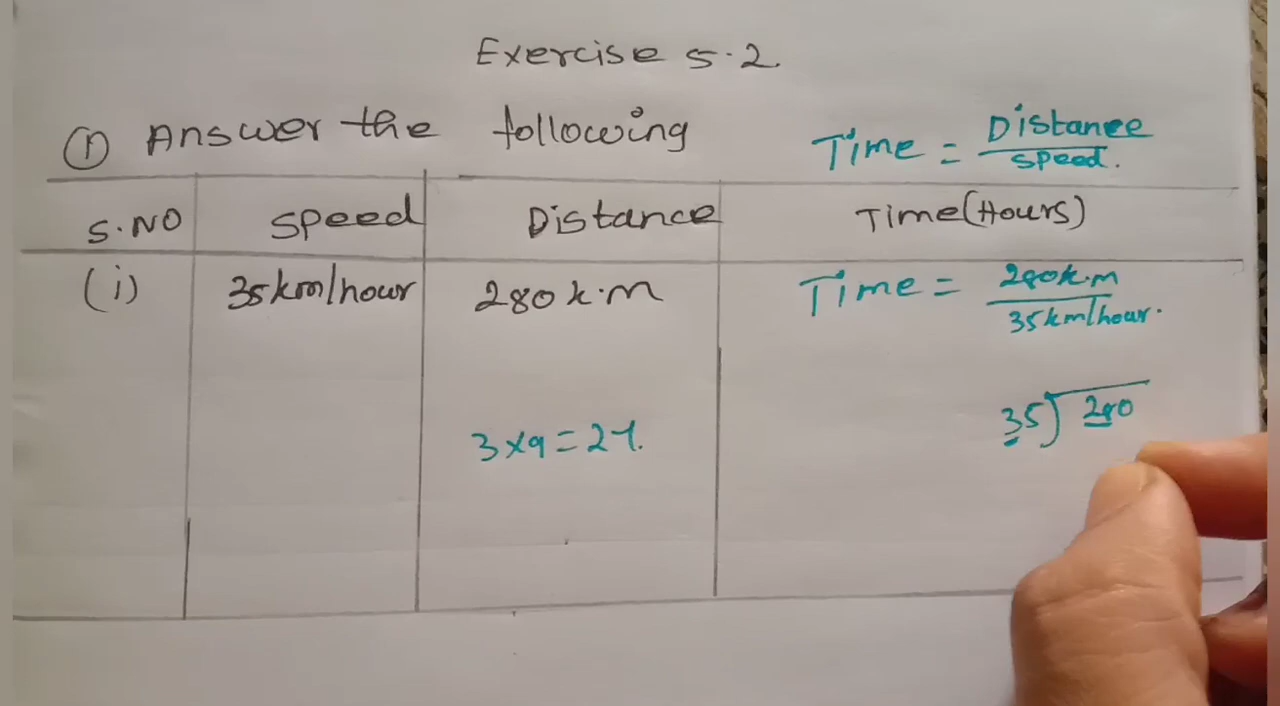 Exercise 5.2
① Answer the following
Time = Distance / Speed.
S.NO Speed Distance Time(Hours)
(i) 35km/hour 280k.m Time = 280k.m / 35km/hour.
3×9=27.
35)280